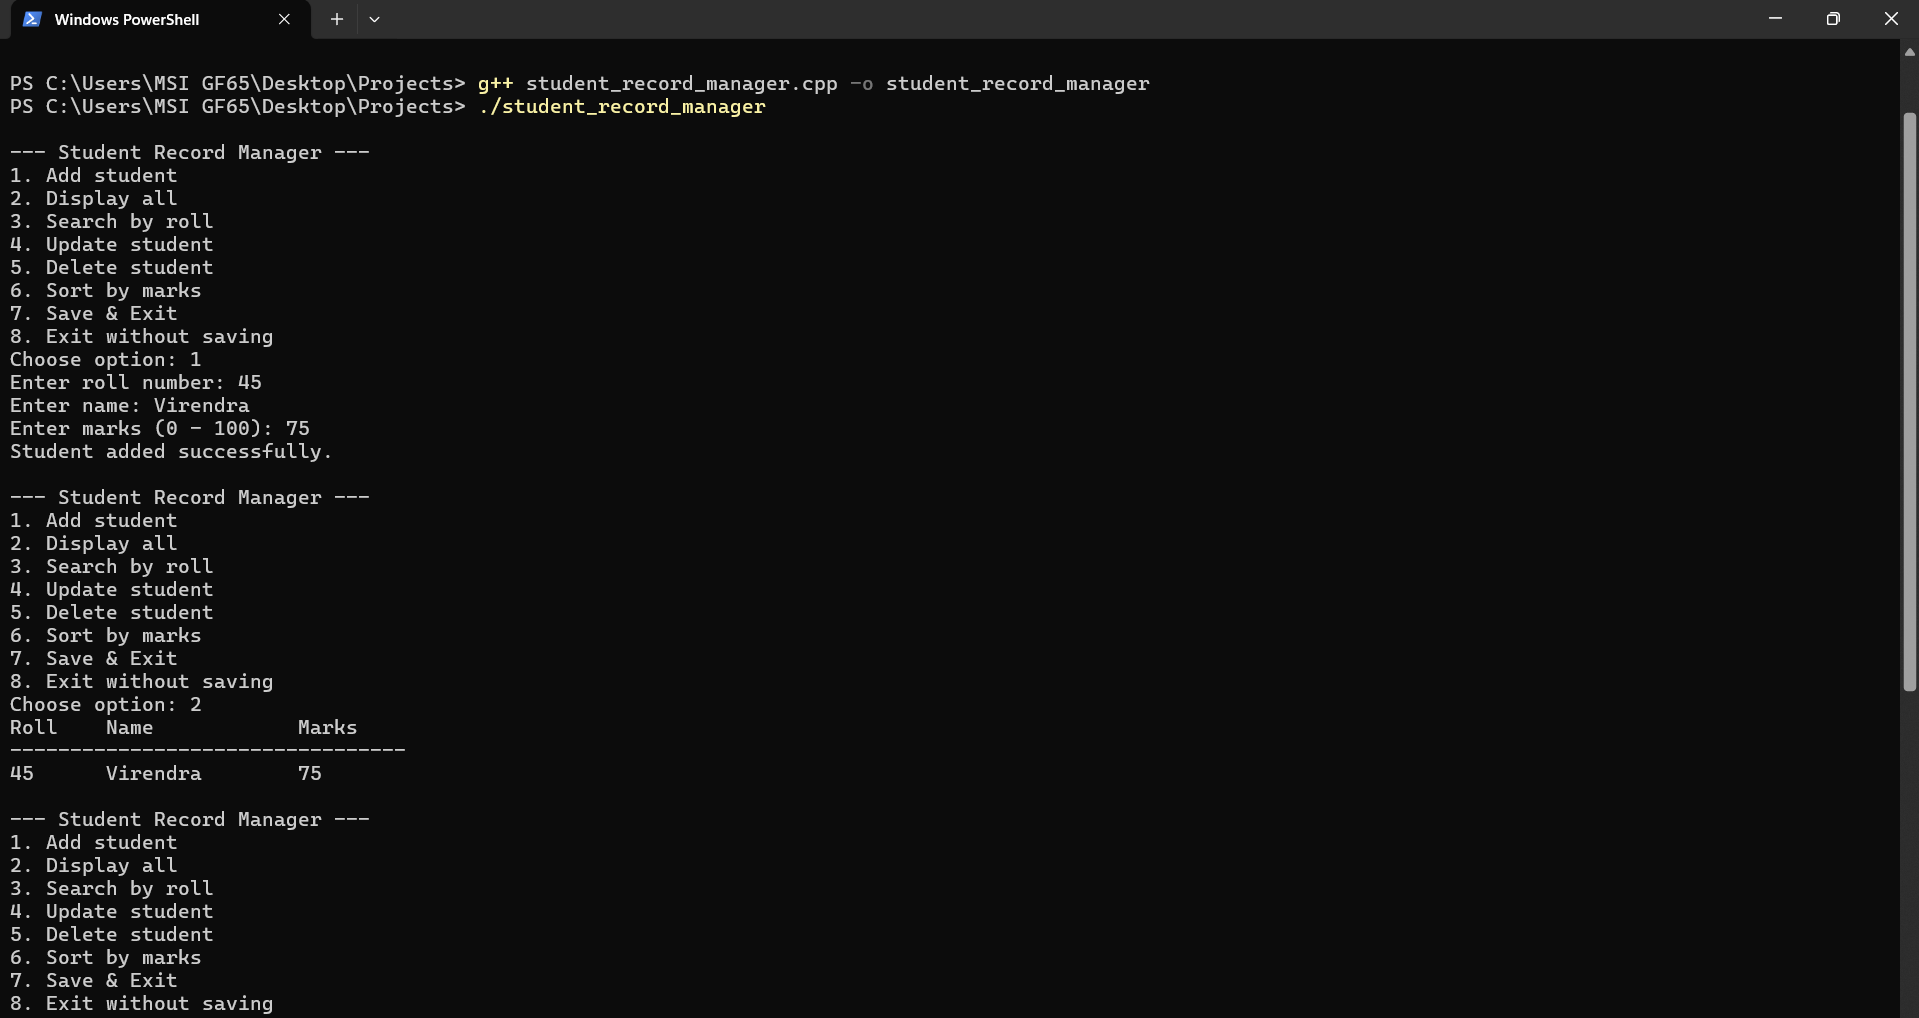 Windows PowerShell
PS C:\Users\MSI GF65\Desktop\Projects> g++ student_record_manager.cpp -o student_record_manager
PS C:\Users\MSI GF65\Desktop\Projects> ./student_record_manager
--- Student Record Manager ---
1. Add student
2. Display all
3. Search by roll
4. Update student
5. Delete student
6. Sort by marks
7. Save & Exit
8. Exit without saving
Choose option: 1
Enter roll number: 45
Enter name: Virendra
Enter marks (0 - 100): 75
Student added successfully.
--- Student Record Manager ---
1. Add student
2. Display all
3. Search by roll
4. Update student
5. Delete student
6. Sort by marks
7. Save & Exit
8. Exit without saving
Choose option: 2
Roll    Name            Marks
---------------------------------
45      Virendra        75
--- Student Record Manager ---
1. Add student
2. Display all
3. Search by roll
4. Update student
5. Delete student
6. Sort by marks
7. Save & Exit
8. Exit without saving